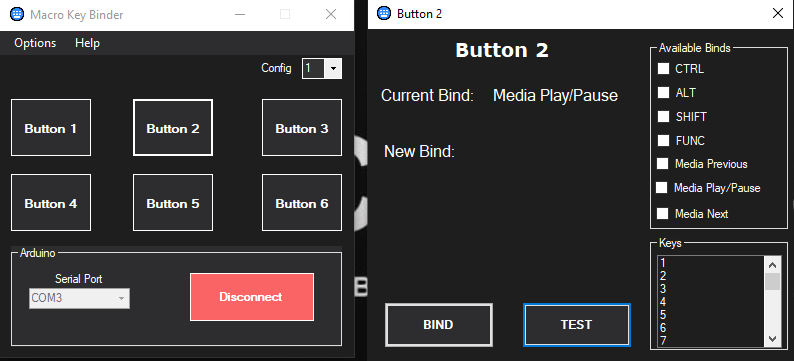 Macro Key Binder
Options Help
Config 1
Button 1 Button 2 Button 3
Button 4 Button 5 Button 6
Arduino
Serial Port
COM3
Disconnect
Button 2
Button 2
Current Bind: Media Play/Pause
New Bind:
BIND TEST
Available Binds
CTRL
ALT
SHIFT
FUNC
Media Previous
Media Play/Pause
Media Next
Keys
1
2
3
4
5
6
7